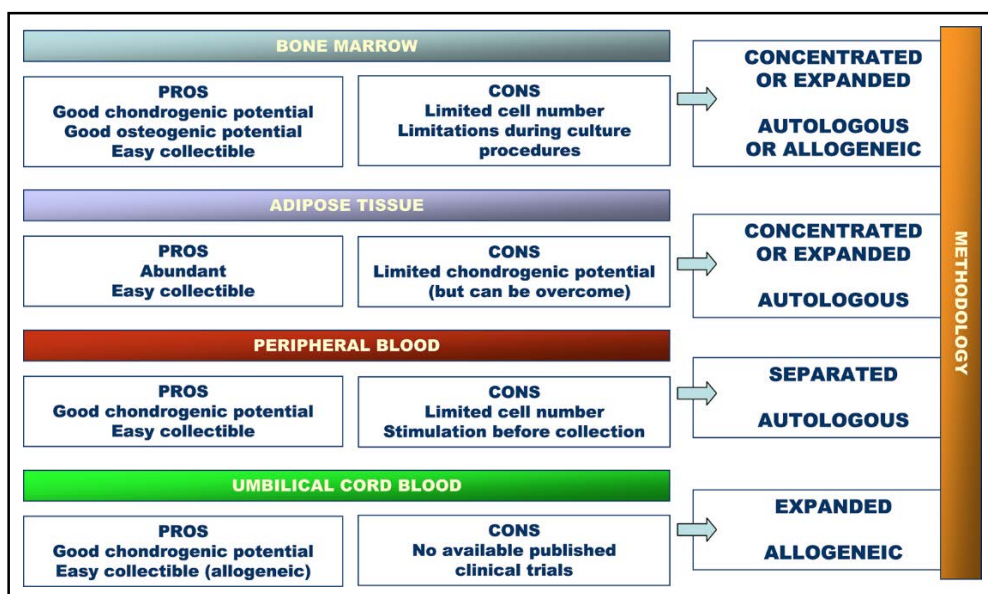 BONE MARROW
PROS
Good chondrogenic potential
Good osteogenic potential
Easy collectible
CONS
Limited cell number
Limitations during culture
procedures
CONCENTRATED
OR EXPANDED
AUTOLOGOUS
OR ALLOGENEIC
ADIPOSE TISSUE
PROS
Abundant
Easy collectible
CONS
Limited chondrogenic potential
(but can be overcome)
CONCENTRATED
OR EXPANDED
AUTOLOGOUS
PERIPHERAL BLOOD
PROS
Good chondrogenic potential
Easy collectible
CONS
Limited cell number
Stimulation before collection
SEPARATED
AUTOLOGOUS
UMBILICAL CORD BLOOD
PROS
Good chondrogenic potential
Easy collectible (allogeneic)
CONS
No available published
clinical trials
EXPANDED
ALLOGENEIC
METHODOLOGY